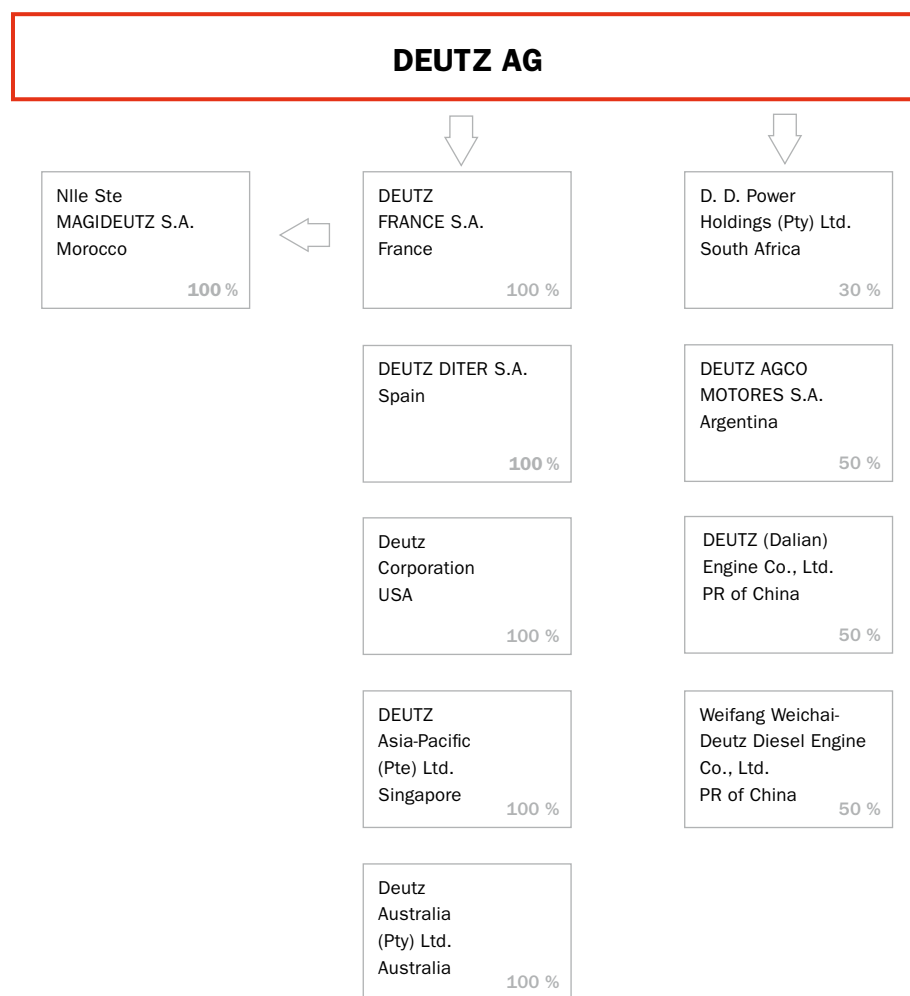 DEUTZ AG
Nlle Ste
MAGIDEUTZ S.A.
Morocco
100 %
DEUTZ
FRANCE S.A.
France
100 %
D. D. Power
Holdings (Pty) Ltd.
South Africa
30 %
DEUTZ DITER S.A.
Spain
100 %
DEUTZ AGCO
MOTORES S.A.
Argentina
50 %
Deutz
Corporation
USA
100 %
DEUTZ (Dalian)
Engine Co., Ltd.
PR of China
50 %
DEUTZ
Asia-Pacific
(Pte) Ltd.
Singapore
100 %
Weifang Weichai-
Deutz Diesel Engine
Co., Ltd.
PR of China
50 %
Deutz
Australia
(Pty) Ltd.
Australia
100 %